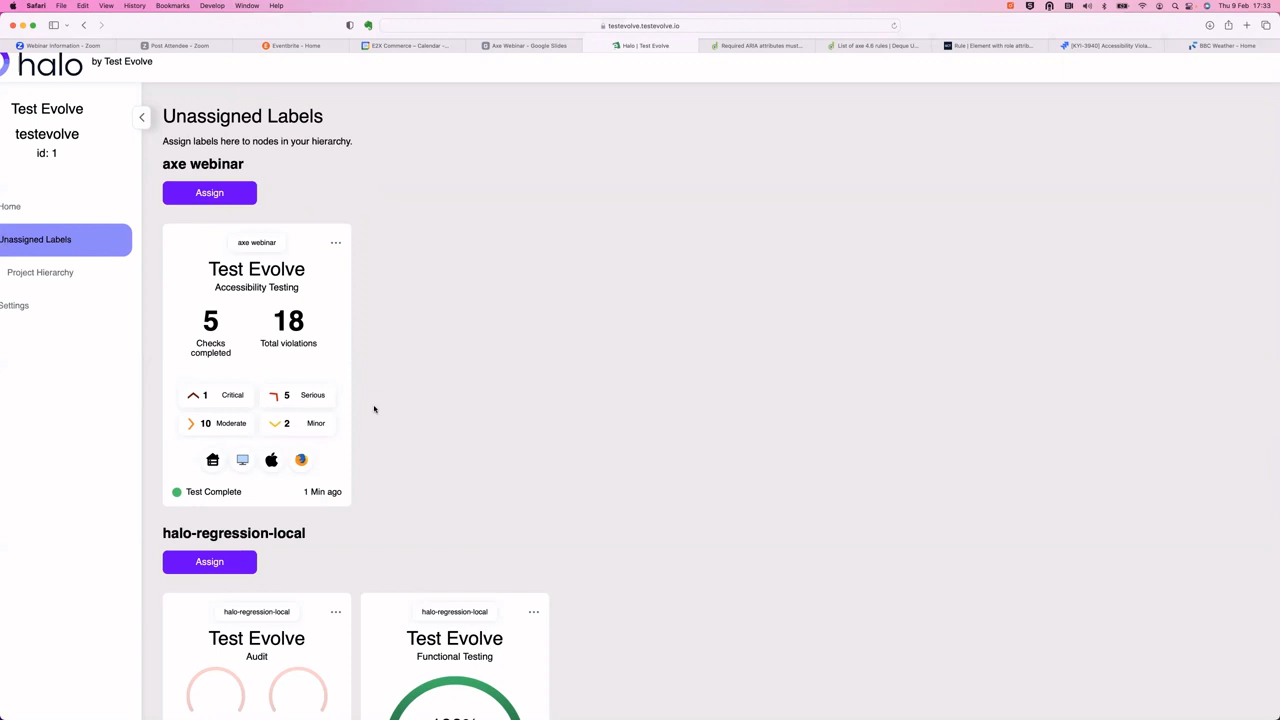 Safari File Edit View History Bookmarks Develop Window Help
Thu 9 Feb 17:33
testevolve.testevolve.io
Webinar Information - Zoom
Post Attendee - Zoom
Eventbrite - Home
E2X Commerce – Calendar -...
Axe Webinar - Google Slides
Halo | Test Evolve
Required ARIA attributes must...
List of axe 4.6 rules | Deque U...
Rule | Element with role attrib...
[KYI-3940] Accessibility Viola...
BBC Weather - Home
halo by Test Evolve
Test Evolve
testevolve
id: 1
Home
Unassigned Labels
Project Hierarchy
Settings
Unassigned Labels
Assign labels here to nodes in your hierarchy.
axe webinar
Assign
axe webinar
Test Evolve
Accessibility Testing
5 18
Checks completed
Total violations
1 Critical
5 Serious
10 Moderate
2 Minor
Test Complete
1 Min ago
halo-regression-local
Assign
halo-regression-local
Test Evolve
Audit
halo-regression-local
Test Evolve
Functional Testing